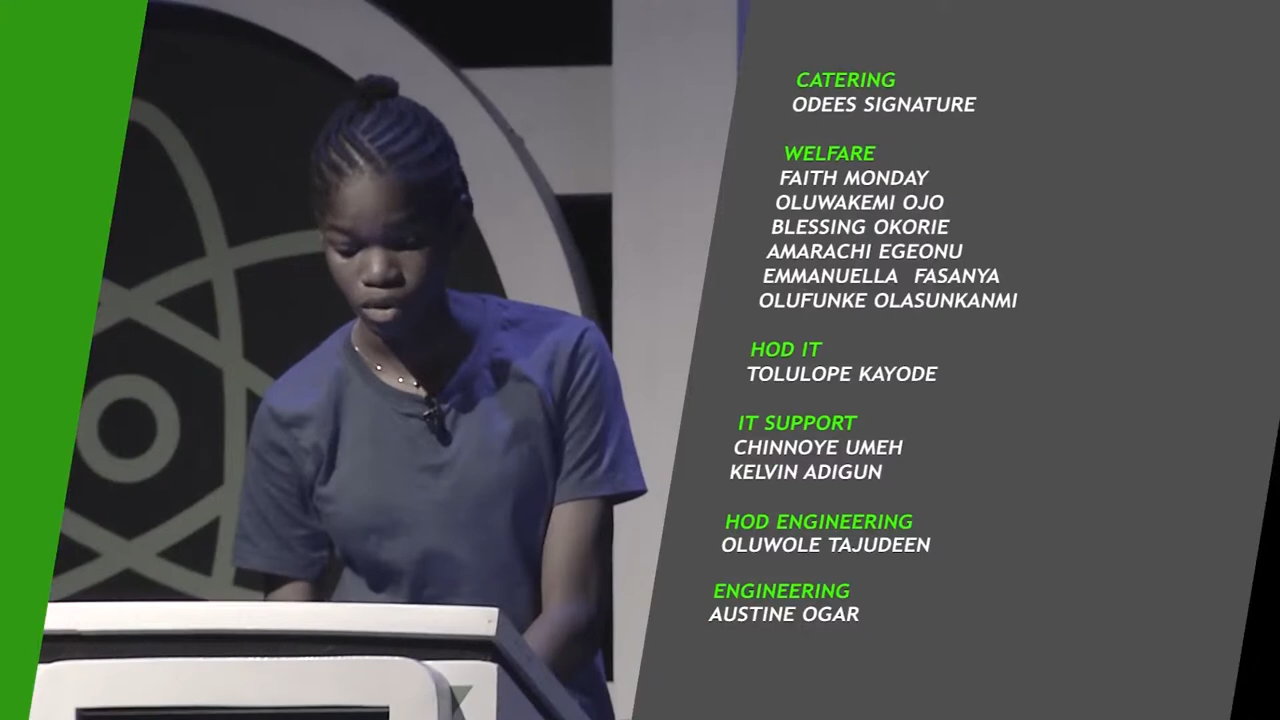 CATERING
ODEES SIGNATURE
WELFARE
FAITH MONDAY
OLUWAKEMI OJO
BLESSING OKORIE
AMARACHI EGEONU
EMMANUELLA FASANYA
OLUFUNKE OLASUNKANMI
HOD IT
TOLULOPE KAYODE
IT SUPPORT
CHINNOYE UMEH
KELVIN ADIGUN
HOD ENGINEERING
OLUWOLE TAJUDEEN
ENGINEERING
AUSTINE OGAR